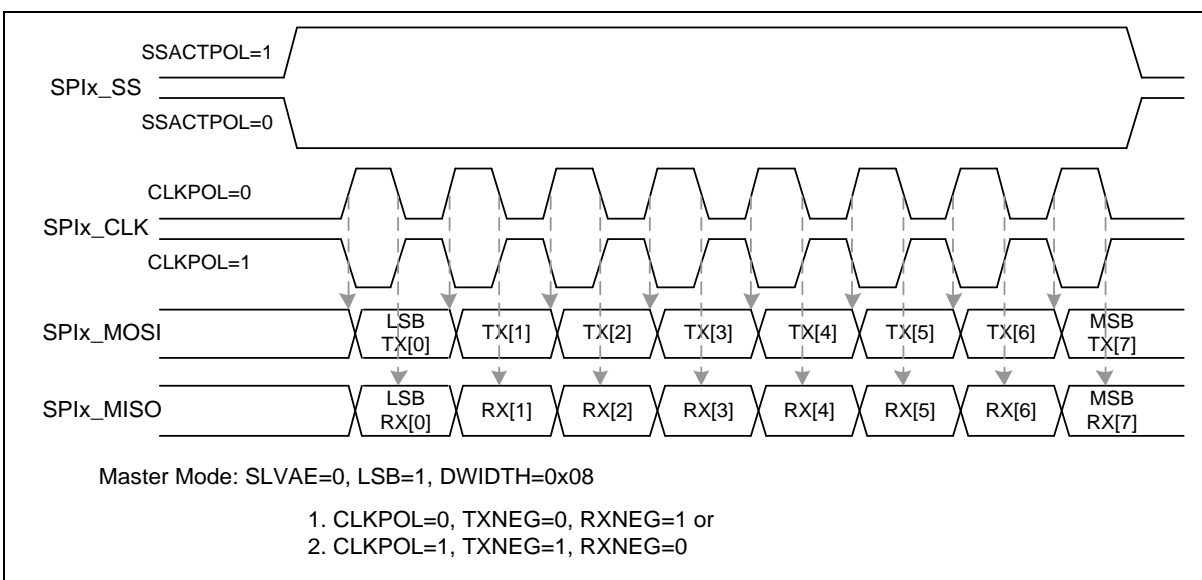 SSACTPOL=1
SPIx_SS
SSACTPOL=0
CLKPOL=0
SPIx_CLK
CLKPOL=1
SPIx_MOSI
LSB
TX[0]
TX[1]
TX[2]
TX[3]
TX[4]
TX[5]
TX[6]
MSB
TX[7]
SPIx_MISO
LSB
RX[0]
RX[1]
RX[2]
RX[3]
RX[4]
RX[5]
RX[6]
MSB
RX[7]
Master Mode: SLVAE=0, LSB=1, DWIDTH=0x08
1. CLKPOL=0, TXNEG=0, RXNEG=1 or
2. CLKPOL=1, TXNEG=1, RXNEG=0